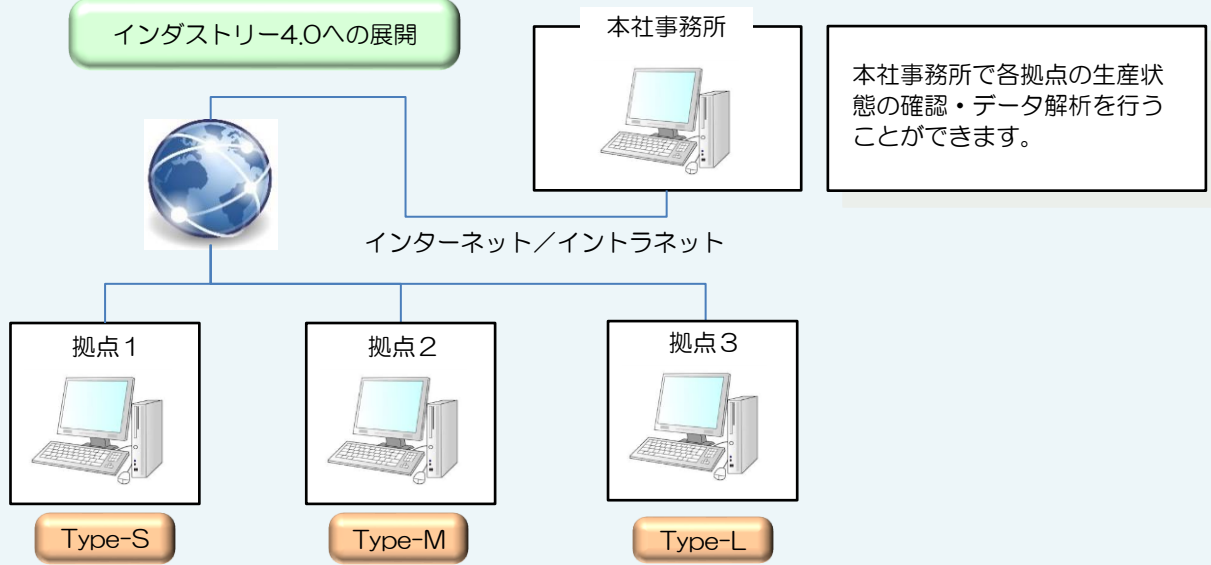 インダストリー4.0への展開
本社事務所
本社事務所で各拠点の生産状
態の確認・データ解析を行う
ことができます。
インターネット／イントラネット
拠点１
拠点２
拠点３
Type-S
Type-M
Type-L